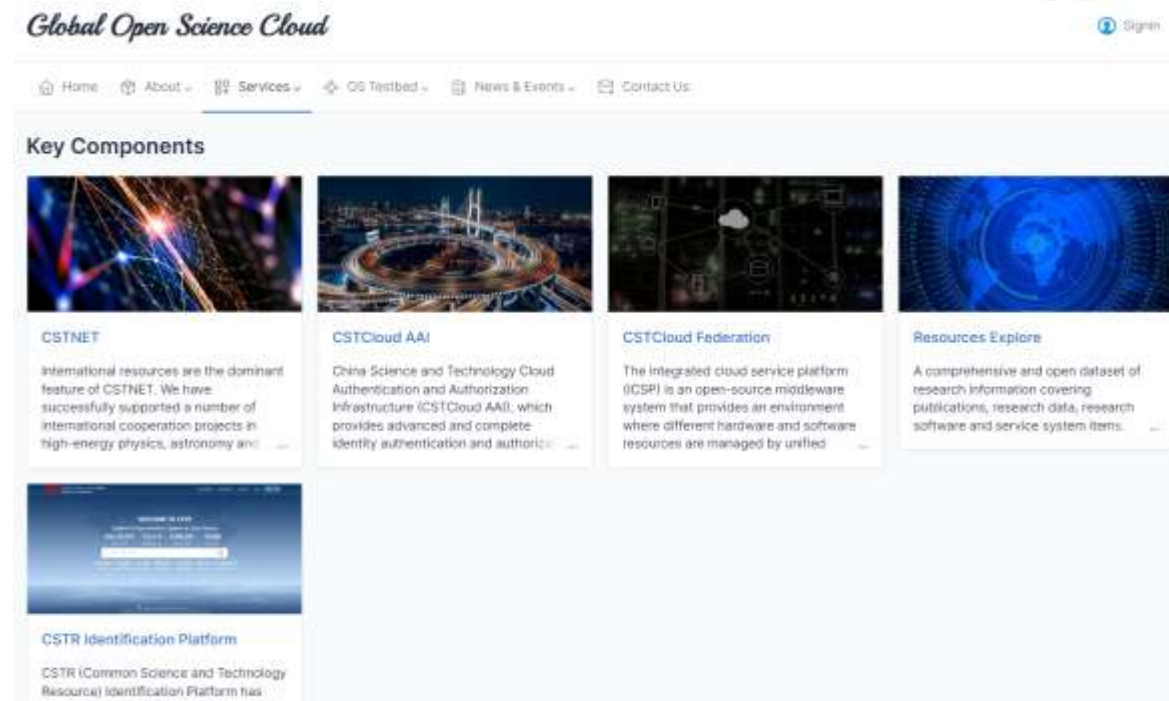 Global Open Science Cloud
Signin
Home About Services OS Testbed News & Events Contact Us
Key Components
CSTNET
International resources are the dominant
feature of CSTNET. We have
successfully supported a number of
international cooperation projects in
high-energy physics, astronomy and ...
CSTCloud AAI
China Science and Technology Cloud
Authentication and Authorization
Infrastructure (CSTCloud AAI), which
provides advanced and complete
identity authentication and authoriz ...
CSTCloud Federation
The integrated cloud service platform
(ICSP) is an open-source middleware
system that provides an environment
where different hardware and software
resources are managed by unified ...
Resources Explore
A comprehensive and open dataset of
research information covering
publications, research data, research
software and service system items. ...
CSTR Identification Platform
CSTR (Common Science and Technology
Resource) Identification Platform has